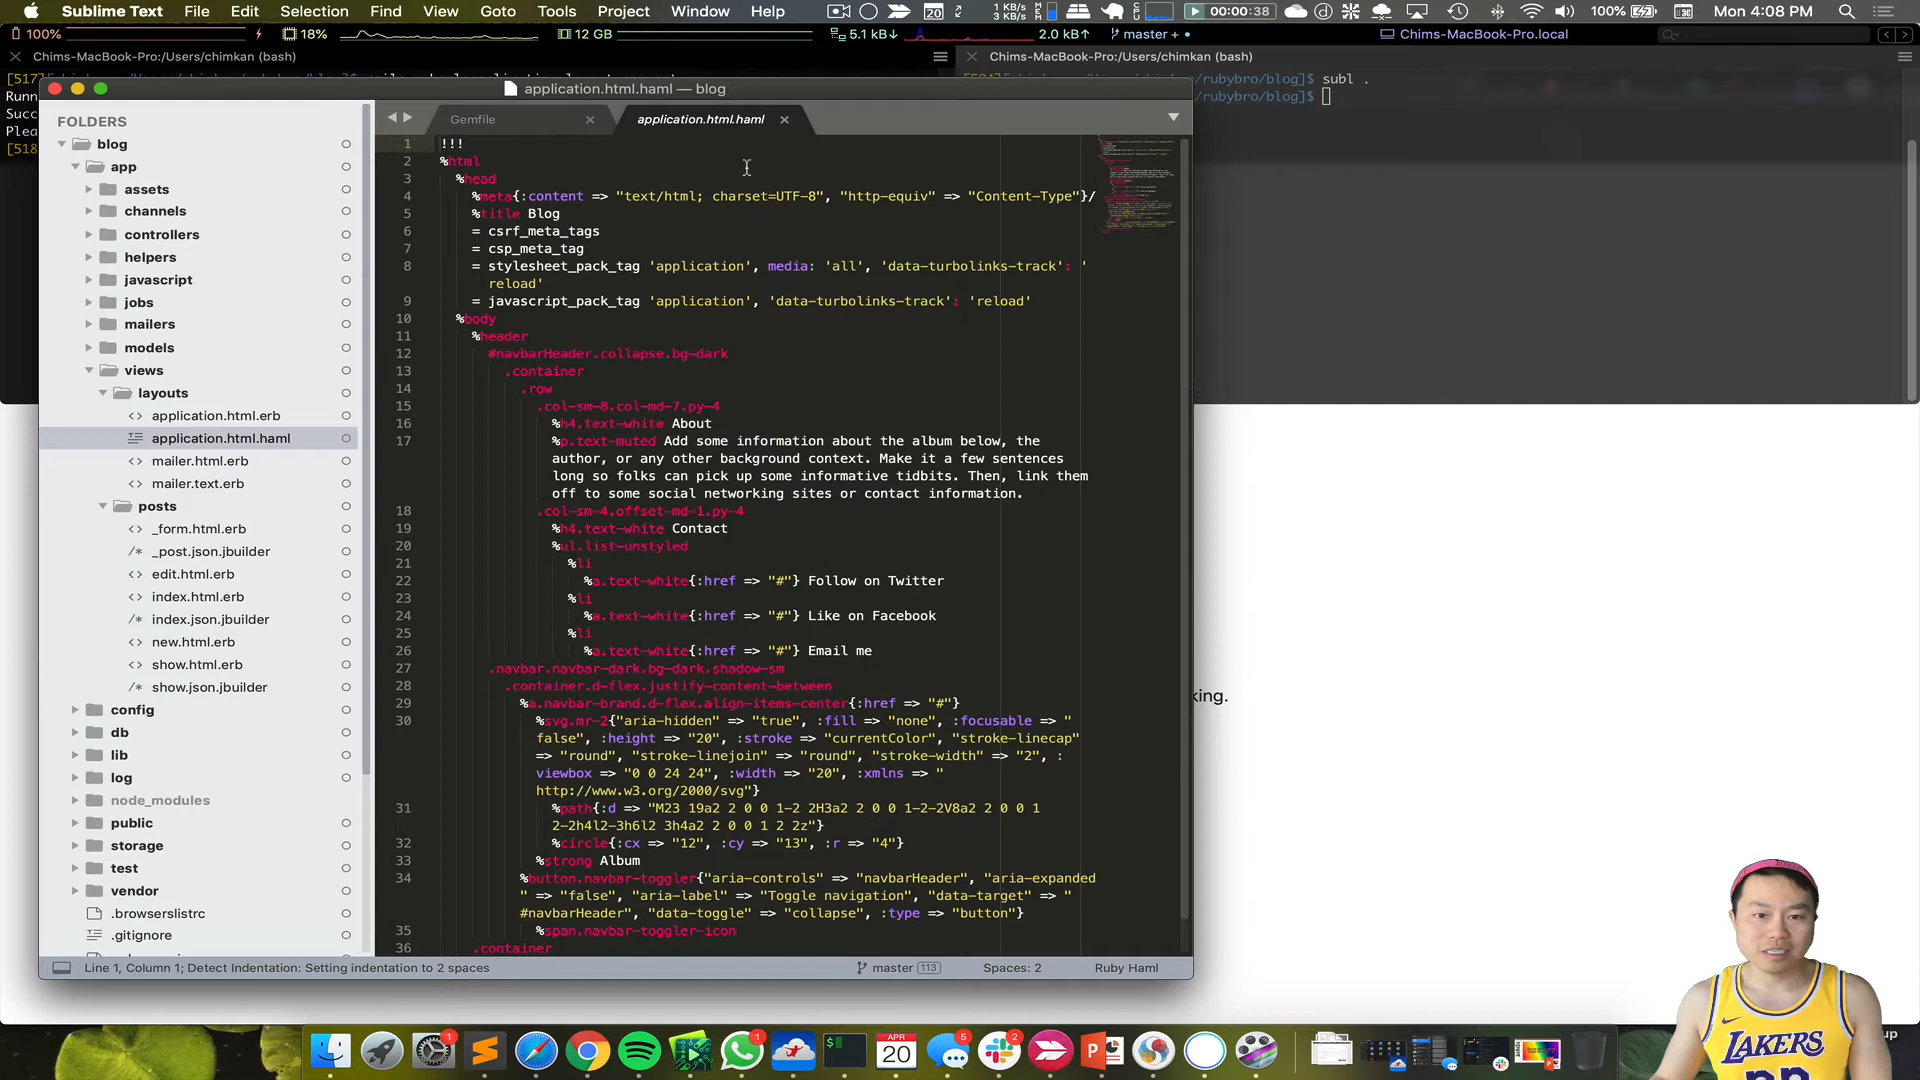 Sublime Text File Edit Selection Find View Goto Tools Project Window Help
20 1 KB/s 3 KB/s 00:00:38 100% Mon 4:08 PM
100% 18% 12 GB 5.1 kB↓ 2.0 kB↑ master + Chims-MacBook-Pro.local
Chims-MacBook-Pro:/Users/chimkan (bash)
Chims-MacBook-Pro:/Users/chimkan (bash)
[517]
/rubybro/blog]$ subl .
/rubybro/blog]$
Runn
Succ
Plea
[518
application.html.haml — blog
FOLDERS
blog
app
assets
channels
controllers
helpers
javascript
jobs
mailers
models
views
layouts
application.html.erb
application.html.haml
mailer.html.erb
mailer.text.erb
posts
_form.html.erb
_post.json.jbuilder
edit.html.erb
index.html.erb
index.json.jbuilder
new.html.erb
show.html.erb
show.json.jbuilder
config
db
lib
log
node_modules
public
storage
test
vendor
.browserslistrc
.gitignore
Gemfile
application.html.haml
1 !!!
2 %html
3 %head
4 %meta{:content => "text/html; charset=UTF-8", "http-equiv" => "Content-Type"}/
5 %title Blog
6 = csrf_meta_tags
7 = csp_meta_tag
8 = stylesheet_pack_tag 'application', media: 'all', 'data-turbolinks-track': '
reload'
9 = javascript_pack_tag 'application', 'data-turbolinks-track': 'reload'
10 %body
11 %header
12 #navbarHeader.collapse.bg-dark
13 .container
14 .row
15 .col-sm-8.col-md-7.py-4
16 %h4.text-white About
17 %p.text-muted Add some information about the album below, the
author, or any other background context. Make it a few sentences
long so folks can pick up some informative tidbits. Then, link them
off to some social networking sites or contact information.
18 .col-sm-4.offset-md-1.py-4
19 %h4.text-white Contact
20 %ul.list-unstyled
21 %li
22 %a.text-white{:href => "#"} Follow on Twitter
23 %li
24 %a.text-white{:href => "#"} Like on Facebook
25 %li
26 %a.text-white{:href => "#"} Email me
27 .navbar.navbar-dark.bg-dark.shadow-sm
28 .container.d-flex.justify-content-between
29 %a.navbar-brand.d-flex.align-items-center{:href => "#"}
30 %svg.mr-2{"aria-hidden" => "true", :fill => "none", :focusable => "
false", :height => "20", :stroke => "currentColor", "stroke-linecap"
=> "round", "stroke-linejoin" => "round", "stroke-width" => "2", :
viewbox => "0 0 24 24", :width => "20", :xmlns => "
http://www.w3.org/2000/svg"}
31 %path{:d => "M23 19a2 2 0 0 1-2 2H3a2 2 0 0 1-2-2V8a2 2 0 0 1
2-2h4l2-3h6l2 3h4a2 2 0 0 1 2 2z"}
32 %circle{:cx => "12", :cy => "13", :r => "4"}
33 %strong Album
34 %button.navbar-toggler{"aria-controls" => "navbarHeader", "aria-expanded
" => "false", "aria-label" => "Toggle navigation", "data-target" => "
#navbarHeader", "data-toggle" => "collapse", :type => "button"}
35 %span.navbar-toggler-icon
36 .container
king.
Line 1, Column 1; Detect Indentation: Setting indentation to 2 spaces master 113 Spaces: 2 Ruby Haml
LAKERS
APR
20
up